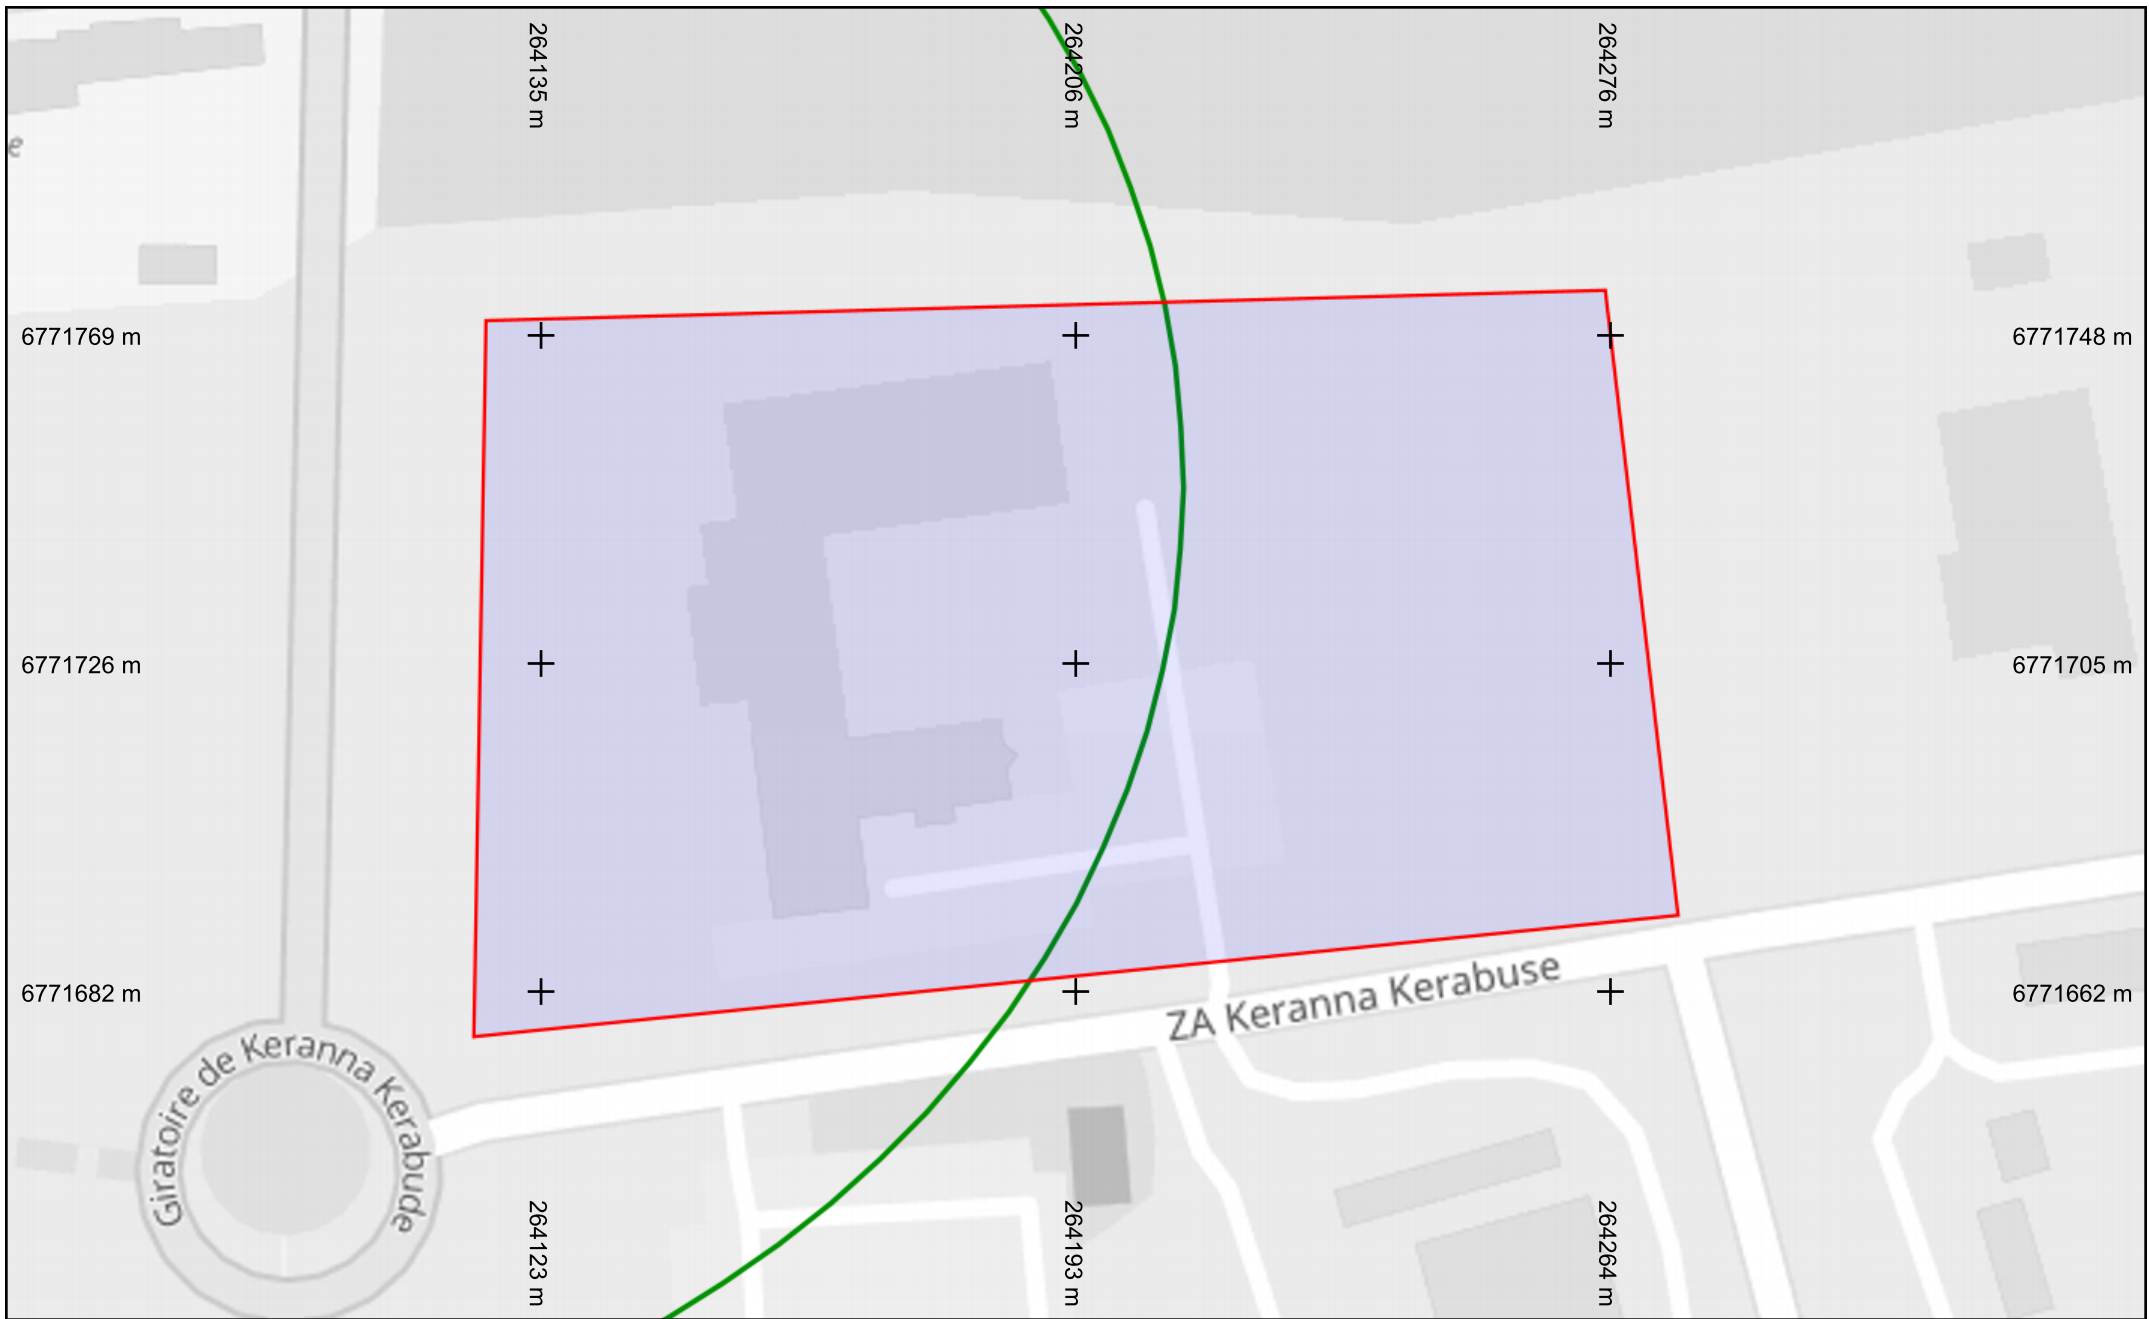 264135 m
264206 m
264276 m
e
6771769 m
6771748 m
6771726 m
6771705 m
6771682 m
6771662 m
ZA Keranna Kerabuse
Giratoire de Keranna Kerabude
264123 m
264193 m
264264 m